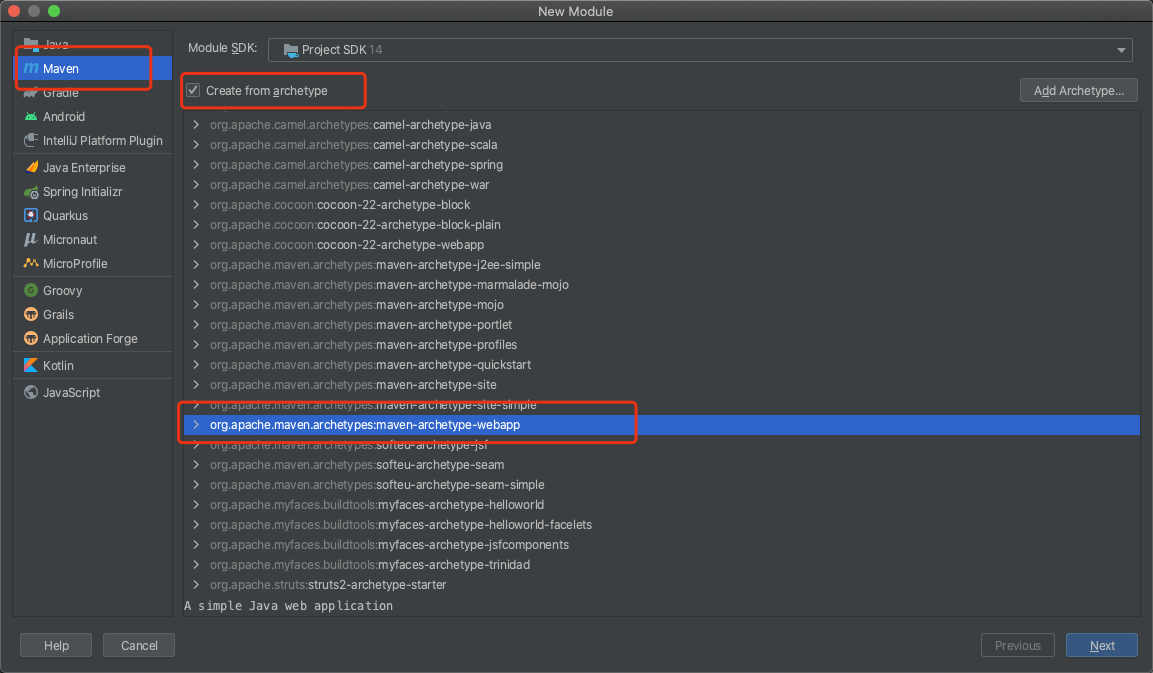 New Module
Java
Maven
Gradle
Android
IntelliJ Platform Plugin
Java Enterprise
Spring Initializr
Quarkus
Micronaut
MicroProfile
Groovy
Grails
Application Forge
Kotlin
JavaScript
Module SDK: Project SDK 14
Create from archetype
Add Archetype...
org.apache.camel.archetypes:camel-archetype-java
org.apache.camel.archetypes:camel-archetype-scala
org.apache.camel.archetypes:camel-archetype-spring
org.apache.camel.archetypes:camel-archetype-war
org.apache.cocoon:cocoon-22-archetype-block
org.apache.cocoon:cocoon-22-archetype-block-plain
org.apache.cocoon:cocoon-22-archetype-webapp
org.apache.maven.archetypes:maven-archetype-j2ee-simple
org.apache.maven.archetypes:maven-archetype-marmalade-mojo
org.apache.maven.archetypes:maven-archetype-mojo
org.apache.maven.archetypes:maven-archetype-portlet
org.apache.maven.archetypes:maven-archetype-profiles
org.apache.maven.archetypes:maven-archetype-quickstart
org.apache.maven.archetypes:maven-archetype-site
org.apache.maven.archetypes:maven-archetype-site-simple
org.apache.maven.archetypes:maven-archetype-webapp
org.apache.maven.archetypes:softeu-archetype-jsf
org.apache.maven.archetypes:softeu-archetype-seam
org.apache.maven.archetypes:softeu-archetype-seam-simple
org.apache.myfaces.buildtools:myfaces-archetype-helloworld
org.apache.myfaces.buildtools:myfaces-archetype-helloworld-facelets
org.apache.myfaces.buildtools:myfaces-archetype-jsfcomponents
org.apache.myfaces.buildtools:myfaces-archetype-trinidad
org.apache.struts:struts2-archetype-starter
A simple Java web application
Help
Cancel
Previous
Next